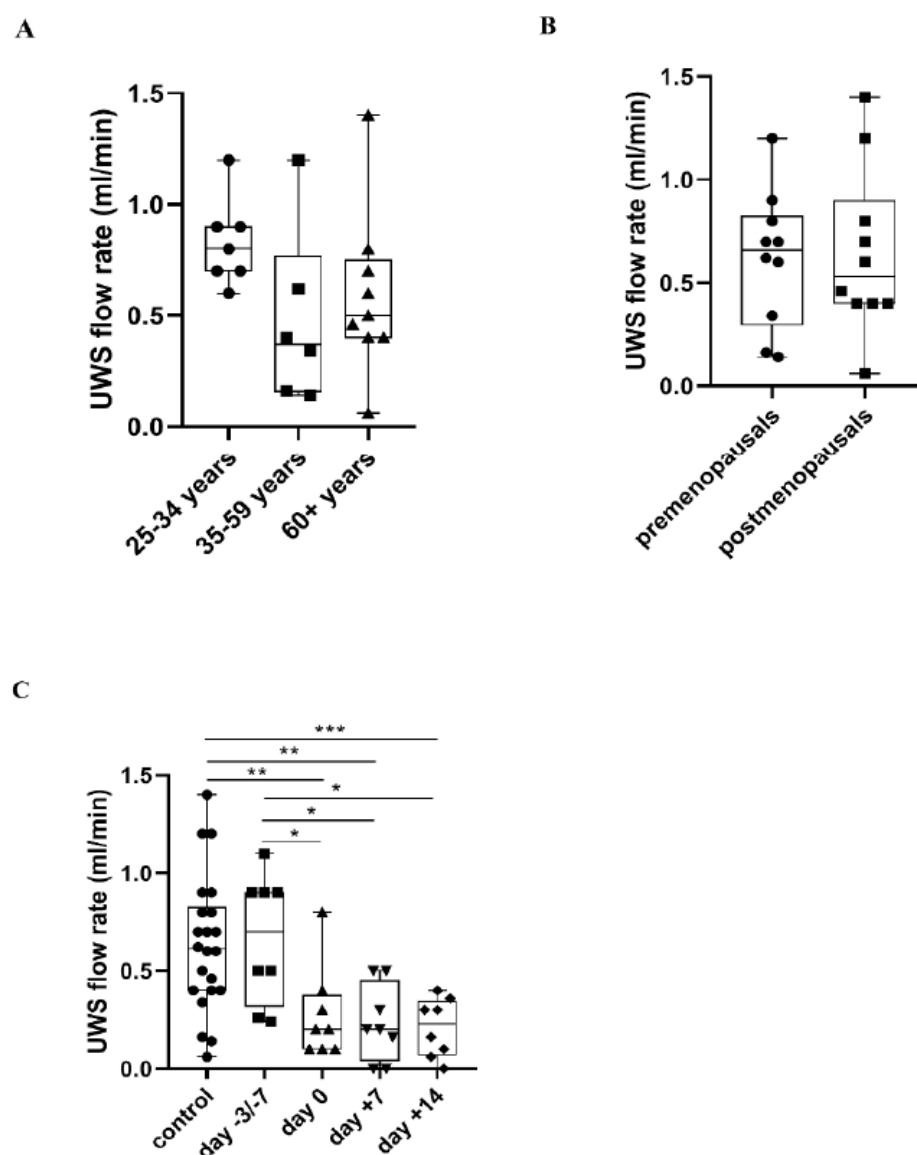 A
UWS flow rate (ml/min)
1.5
1.0
0.5
0.0
25-34 years
35-59 years
60+ years
B
UWS flow rate (ml/min)
1.5
1.0
0.5
0.0
premenopausals
postmenopausals
C
UWS flow rate (ml/min)
1.5
1.0
0.5
0.0
***
**
**
*
*
*
control
day -3/-7
day 0
day +7
day +14